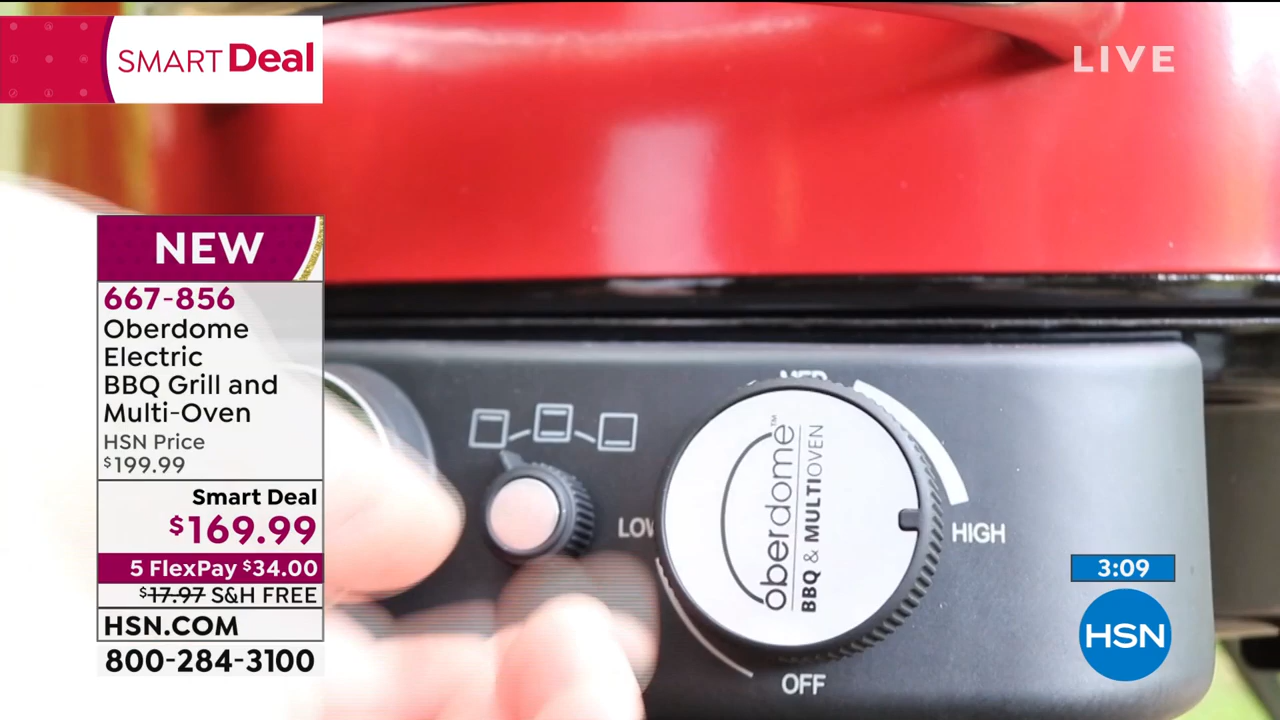 SMART Deal
LIVE
NEW
667-856
Oberdome
Electric
BBQ Grill and
Multi-Oven
HSN Price
$199.99
Smart Deal
$169.99
5 FlexPay $34.00
$17.97 S&H FREE
HSN.COM
800-284-3100
MED
LOW
HIGH
OFF
oberdome™
BBQ & MULTIOVEN
3:09
HSN